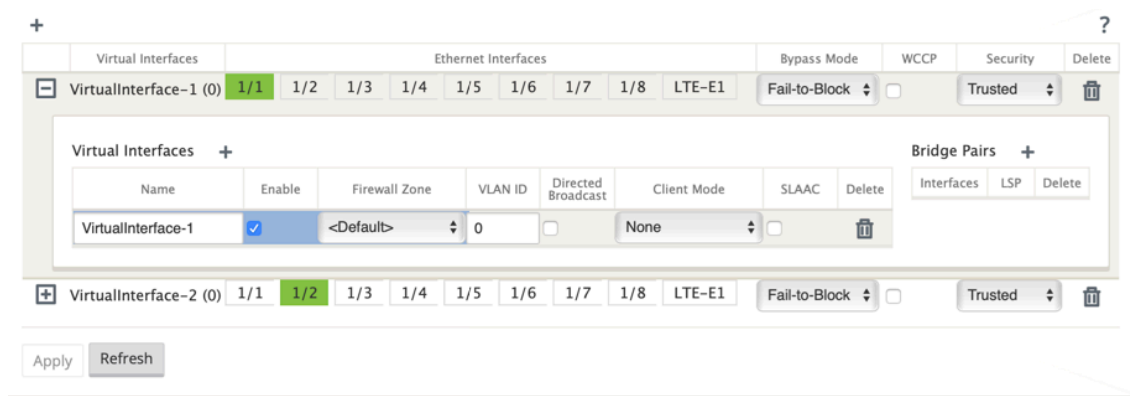 + ?
Virtual Interfaces Ethernet Interfaces Bypass Mode WCCP Security Delete
VirtualInterface-1 (0) 1/1 1/2 1/3 1/4 1/5 1/6 1/7 1/8 LTE-E1 Fail-to-Block Trusted
Virtual Interfaces + Bridge Pairs +
Name Enable Firewall Zone VLAN ID Directed Broadcast Client Mode SLAAC Delete Interfaces LSP Delete
VirtualInterface-1 <Default> 0 None
VirtualInterface-2 (0) 1/1 1/2 1/3 1/4 1/5 1/6 1/7 1/8 LTE-E1 Fail-to-Block Trusted
Apply Refresh